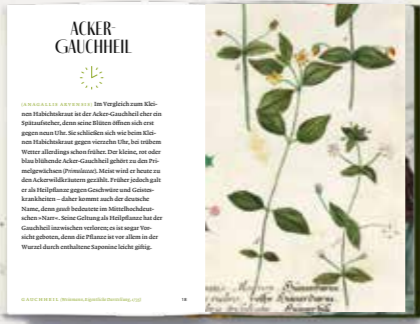 ACKER-
GAUCHHEIL
(ANAGALLIS ARVENSIS) Im Vergleich zum Klei-
nen Habichtskraut ist der Acker-Gauchheil eher ein
Spätaufsteher, denn seine Blüten öffnen sich erst
gegen neun Uhr. Sie schließen sich wie beim Klei-
nen Habichtskraut gegen vierzehn Uhr, bei trübem
Wetter allerdings schon früher. Der kleine, rot oder
blau blühende Acker-Gauchheil gehört zu den Pri-
melgewächsen (Primulaceae). Meist wird er heute zu
den Ackerwildkräutern gezählt. Früher jedoch galt
er als Heilpflanze gegen Geschwüre und Geistes-
krankheiten – daher kommt auch der deutsche
Name, denn gauch bedeutete im Mittelhochdeut-
schen »Narr«. Seine Geltung als Heilpflanze hat der
Gauchheil inzwischen verloren; es ist sogar Vor-
sicht geboten, denn die Pflanze ist vor allem in der
Wurzel durch enthaltene Saponine leicht giftig.
GAUCHHEIL